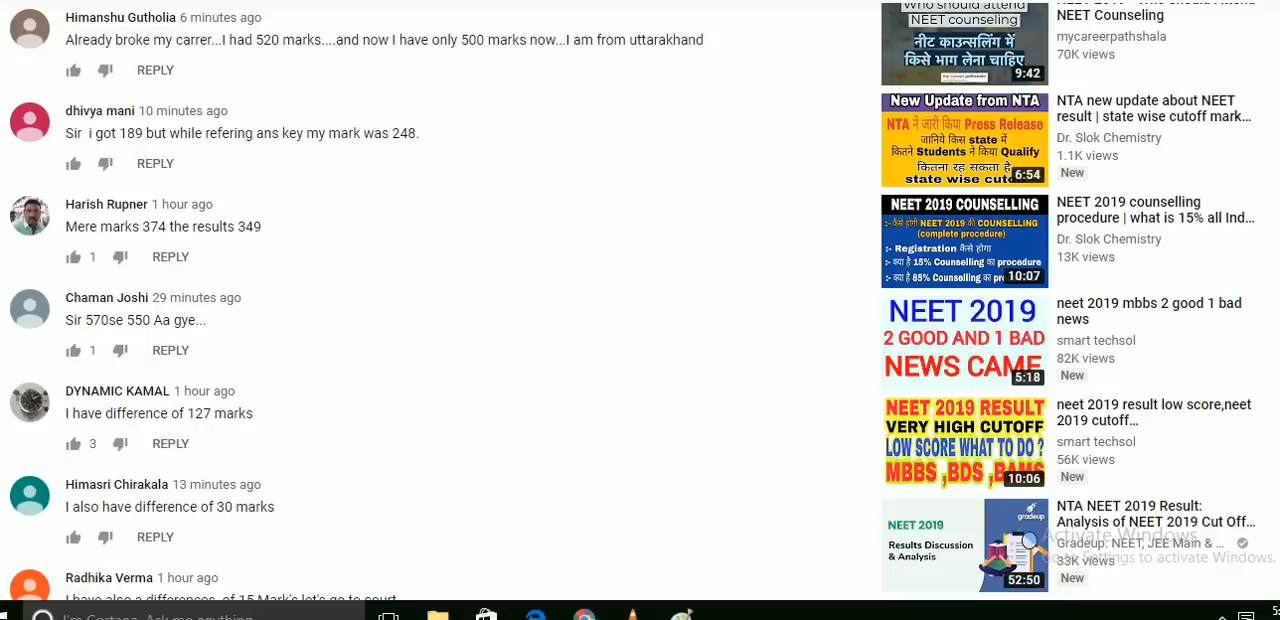 Himanshu Gutholia 6 minutes ago
Already broke my carrer...I had 520 marks....and now I have only 500 marks now...I am from uttarakhand
REPLY
dhivya mani 10 minutes ago
Sir i got 189 but while refering ans key my mark was 248.
REPLY
Harish Rupner 1 hour ago
Mere marks 374 the results 349
1 REPLY
Chaman Joshi 29 minutes ago
Sir 570se 550 Aa gye...
1 REPLY
DYNAMIC KAMAL 1 hour ago
I have difference of 127 marks
3 REPLY
Himasri Chirakala 13 minutes ago
I also have difference of 30 marks
REPLY
Radhika Verma 1 hour ago
I have also a differences of 15 Mark's let's go to court
Who should attend
NEET counseling
नीट काउन्सलिंग में
किसे भाग लेना चाहिए
9:42
NEET Counseling
mycareerpathshala
70K views
New Update from NTA
NTA ने जारी किया Press Release
जानिये किस state में
कितने Students ने किया Qualify
कितना रह सकता है
state wise cut
6:54
NTA new update about NEET
result | state wise cutoff mark...
Dr. Slok Chemistry
1.1K views
New
NEET 2019 COUNSELLING
:- कैसे होगी NEET 2019 की COUNSELLING
(complete procedure)
:- Registration कैसे होगा
:- क्या है 15% Counselling का procedure
:- क्या है 85% Counselling का pr
10:07
NEET 2019 counselling
procedure | what is 15% all Ind...
Dr. Slok Chemistry
13K views
NEET 2019
2 GOOD AND 1 BAD
NEWS CAME
5:18
neet 2019 mbbs 2 good 1 bad
news
smart techsol
82K views
New
NEET 2019 RESULT
VERY HIGH CUTOFF
LOW SCORE WHAT TO DO ?
MBBS ,BDS ,BAMS
10:06
neet 2019 result low score,neet
2019 cutoff...
smart techsol
56K views
New
gradeup
NEET 2019
Results Discussion
& Analysis
52:50
NTA NEET 2019 Result:
Analysis of NEET 2019 Cut Off...
Gradeup: NEET, JEE Main & ...
33K views
New
Activate Windows
Go to Settings to activate Windows.
I'm Cortana. Ask me anything.